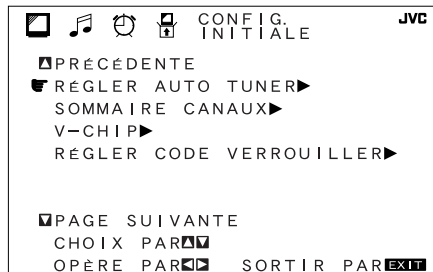 CONFIG.
INITIALE
JVC
PRÉCÉDENTE
RÉGLER AUTO TUNER
SOMMAIRE CANAUX
V-CHIP
RÉGLER CODE VERROUILLER
PAGE SUIVANTE
CHOIX PAR
OPÈRE PAR SORTIR PAR EXIT